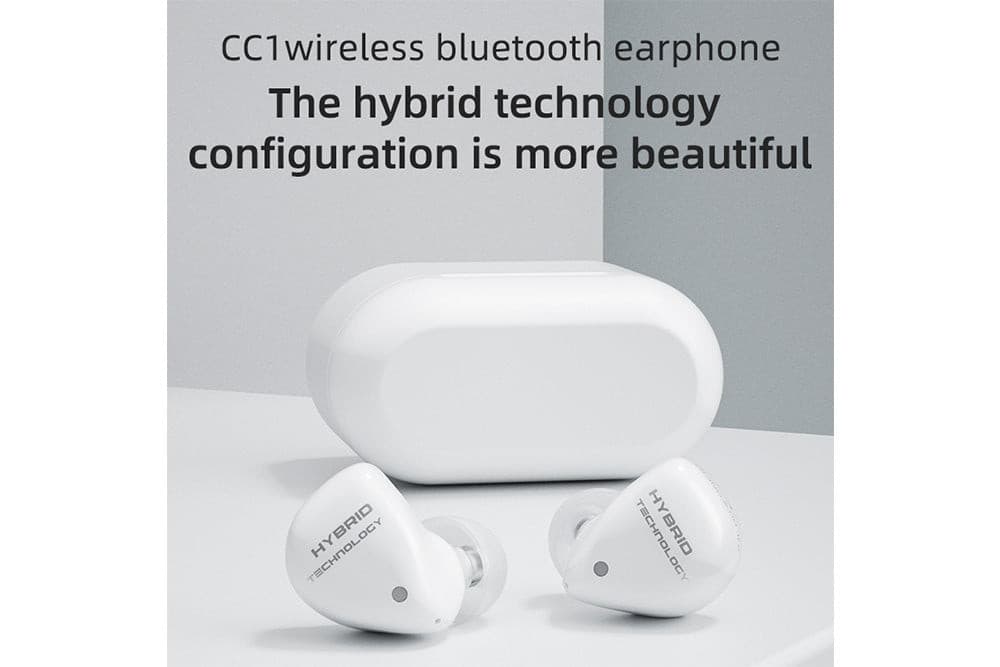 CC1wireless bluetooth earphone
The hybrid technology
configuration is more beautiful
HYBRID
TECHNOLOGY
HYBRID
TECHNOLOGY